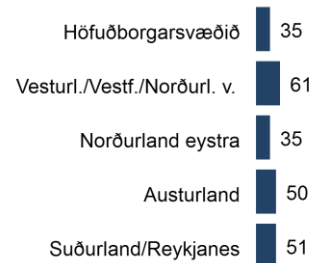 Höfuðborgarsvæðið 35
Vesturl./Vestf./Norðurl. v. 61
Norðurland eystra 35
Austurland 50
Suðurland/Reykjanes 51